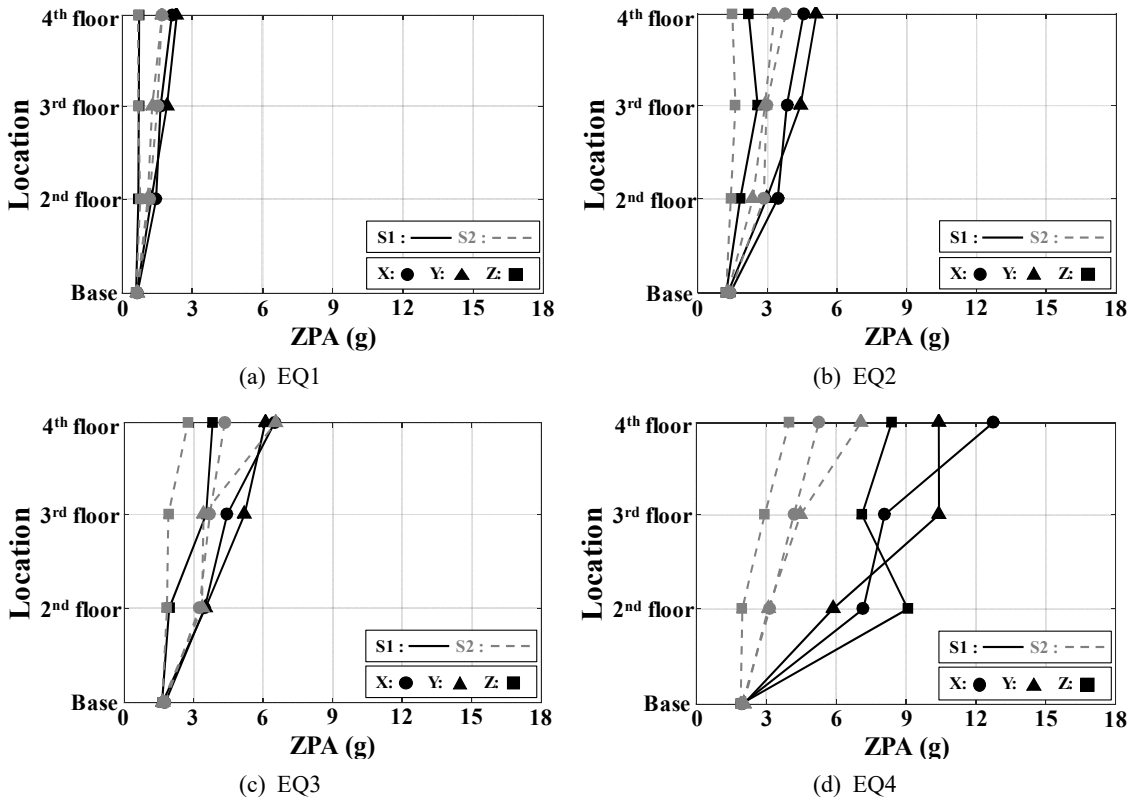 4th floor
3rd floor
2nd floor
Base
Location
S1 : S2 :
X: Y: Z:
0 3 6 9 12 15 18
ZPA (g)
(a) EQ1
4th floor
3rd floor
2nd floor
Base
Location
S1 : S2 :
X: Y: Z:
0 3 6 9 12 15 18
ZPA (g)
(b) EQ2
4th floor
3rd floor
2nd floor
Base
Location
S1 : S2 :
X: Y: Z:
0 3 6 9 12 15 18
ZPA (g)
(c) EQ3
4th floor
3rd floor
2nd floor
Base
Location
S1 : S2 :
X: Y: Z:
0 3 6 9 12 15 18
ZPA (g)
(d) EQ4